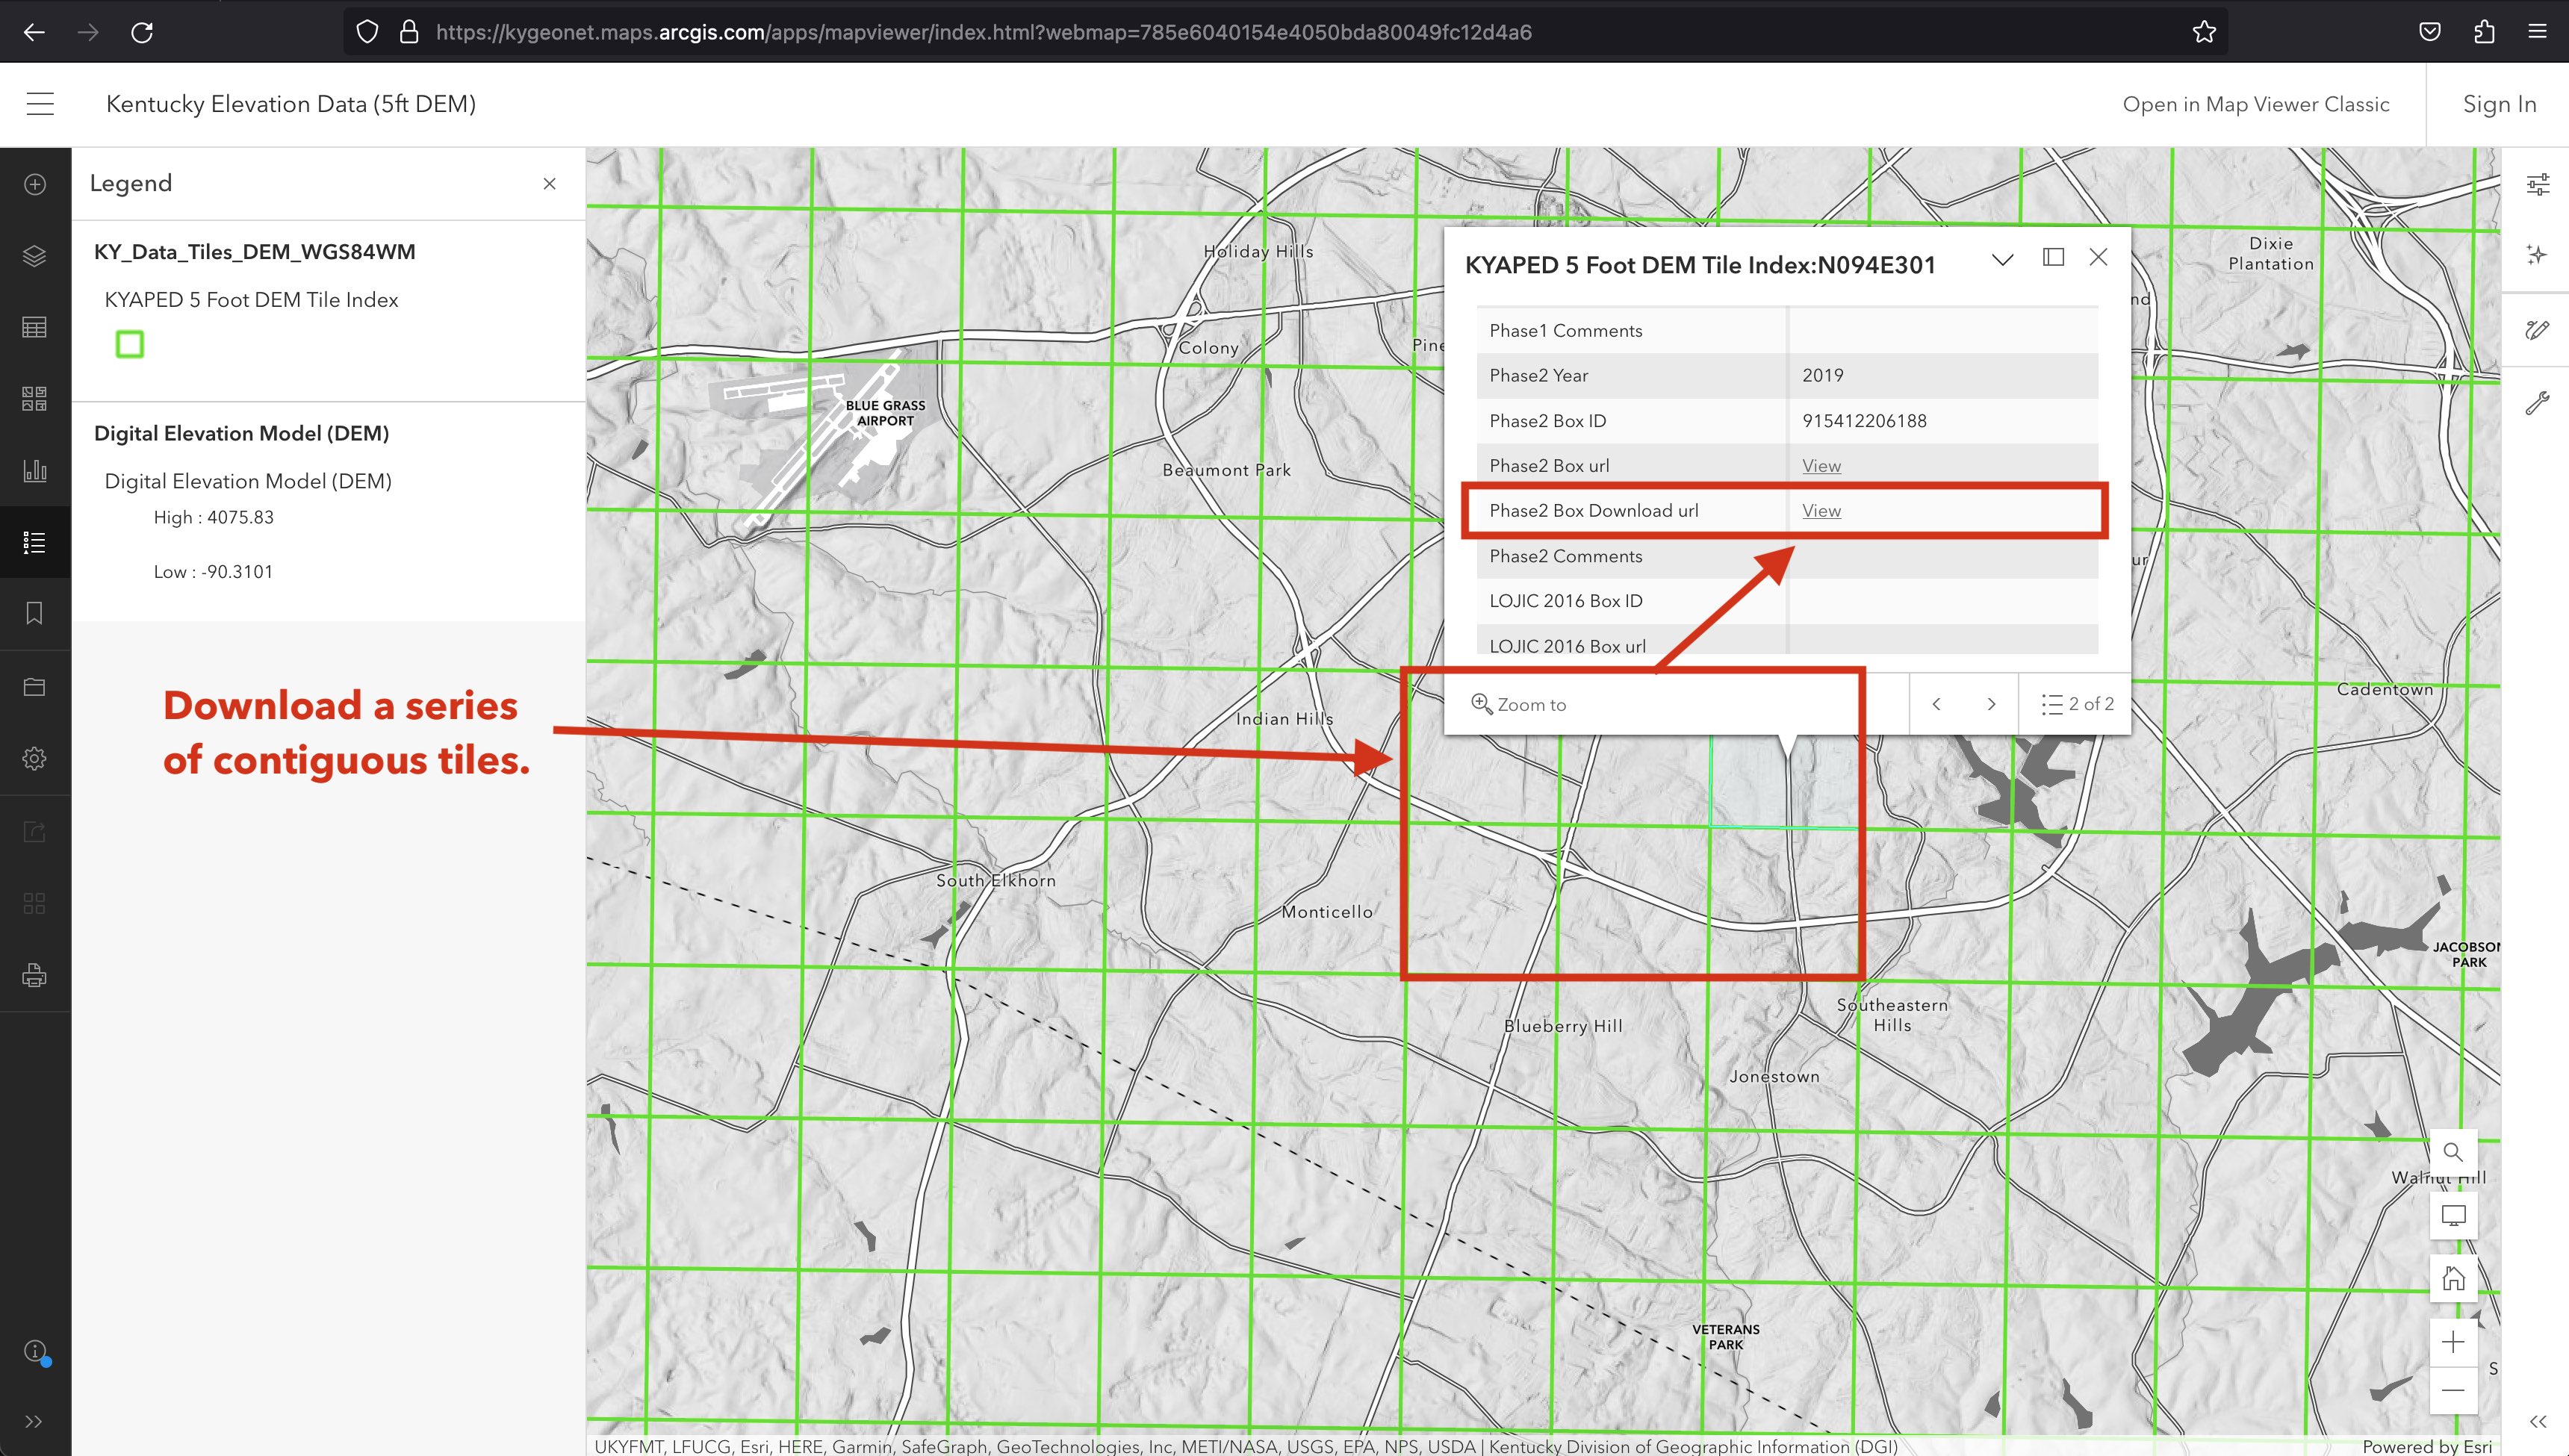 https://kygeonet.maps.arcgis.com/apps/mapviewer/index.html?webmap=785e6040154e4050bda80049fc12d4a6
Kentucky Elevation Data (5ft DEM)
Open in Map Viewer Classic
Sign In
Legend
KY_Data_Tiles_DEM_WGS84WM
KYAPED 5 Foot DEM Tile Index
Digital Elevation Model (DEM)
Digital Elevation Model (DEM)
High : 4075.83
Low : -90.3101
Download a series
of contiguous tiles.
Holiday Hills
Colony
Pine
BLUE GRASS
AIRPORT
Beaumont Park
Indian Hills
South Elkhorn
Monticello
Dixie
Plantation
nd
ur
KYAPED 5 Foot DEM Tile Index:N094E301
Phase1 Comments
Phase2 Year 2019
Phase2 Box ID 915412206188
Phase2 Box url View
Phase2 Box Download url View
Phase2 Comments
LOJIC 2016 Box ID
LOJIC 2016 Box url
Zoom to
2 of 2
Cadentown
JACOBSON
PARK
Southeastern
Hills
Blueberry Hill
Jonestown
Walnut Hill
VETERANS
PARK
S
UKYFMT, LFUCG, Esri, HERE, Garmin, SafeGraph, GeoTechnologies, Inc, METI/NASA, USGS, EPA, NPS, USDA | Kentucky Division of Geographic Information (DGI)
Powered by Esri